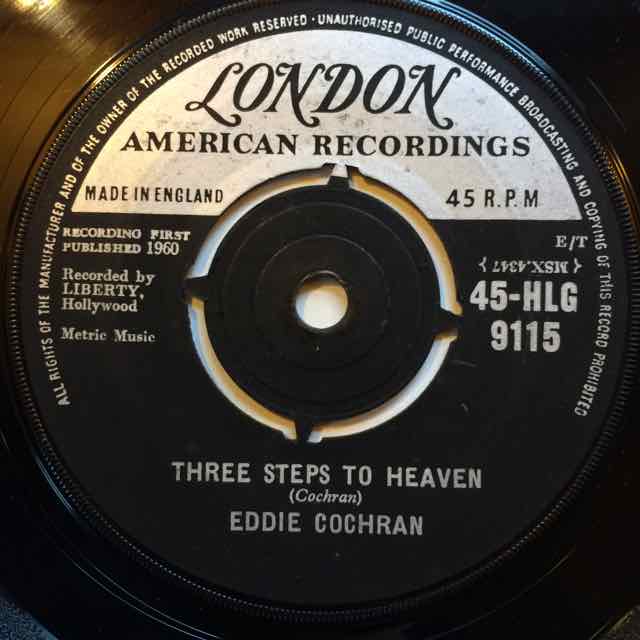 ALL RIGHTS OF THE MANUFACTURER AND OF THE OWNER OF THE RECORDED WORK RESERVED · UNAUTHORISED PUBLIC PERFORMANCE BROADCASTING AND COPYING OF THIS RECORD PROHIBITED
LONDON
AMERICAN RECORDINGS
MADE IN ENGLAND
45 R.P.M
RECORDING FIRST
PUBLISHED 1960
Recorded by
LIBERTY,
Hollywood
Metric Music
E/T
{ MSX.4347 }
45-HLG
9115
THREE STEPS TO HEAVEN
(Cochran)
EDDIE COCHRAN